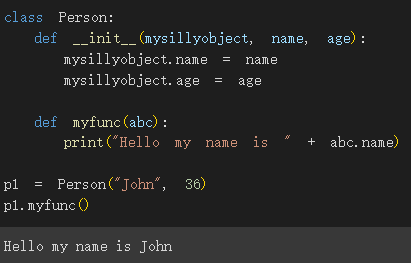 class Person:
    def __init__(mysillyobject, name, age):
        mysillyobject.name = name
        mysillyobject.age = age

    def myfunc(abc):
        print("Hello my name is " + abc.name)

p1 = Person("John", 36)
p1.myfunc()
Hello my name is John